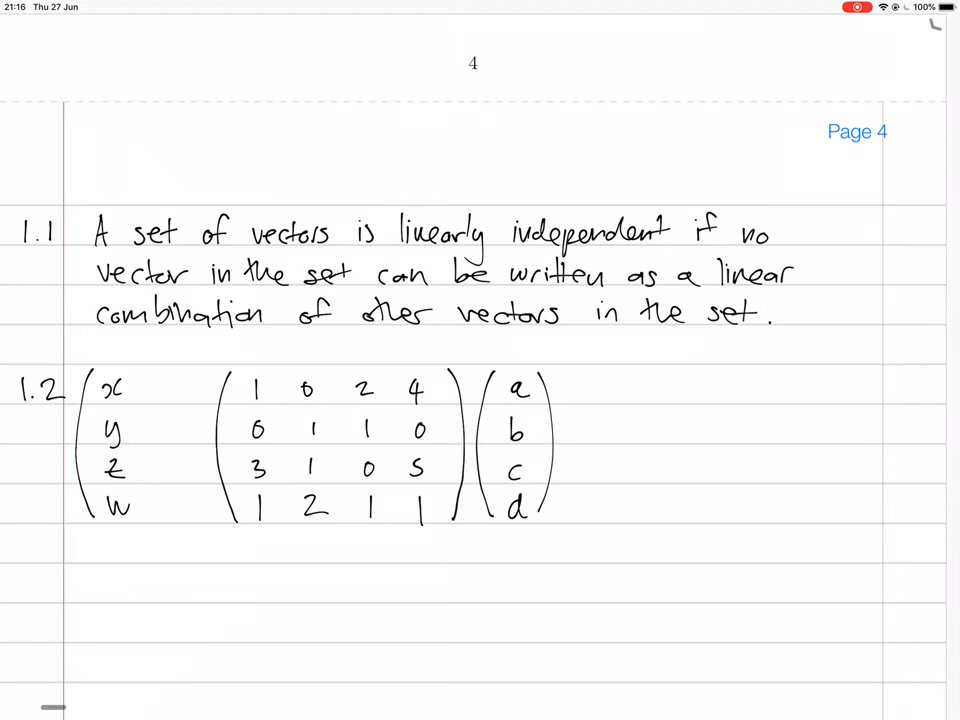 21:16 Thu 27 Jun 100%
4
Page 4
1.1 A set of vectors is linearly independent if no
vector in the set can be written as a linear
combination of other vectors in the set.
1.2 x 1 0 2 4 a
y 0 1 1 0 b
z 3 1 0 5 c
w 1 2 1 1 d